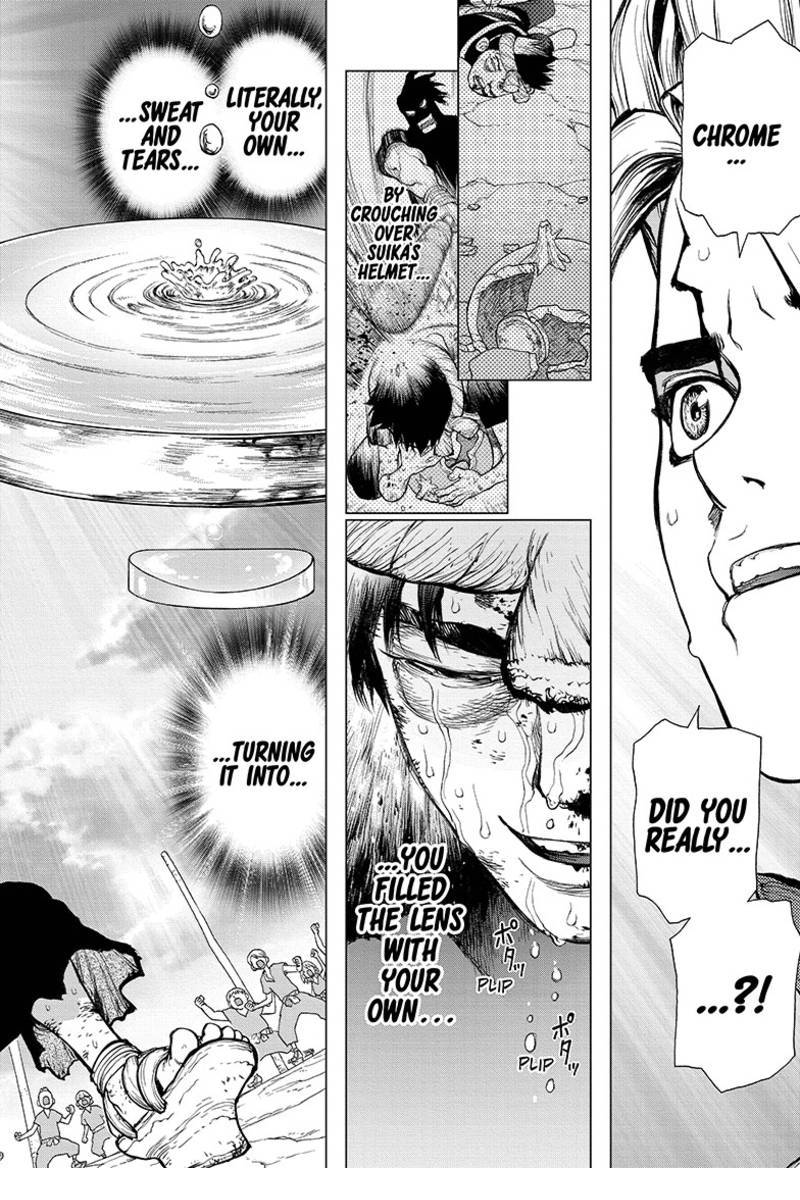 CHROME
...
DID YOU
REALLY...
...?!
BY
CROUCHING
OVER
SUIKA'S
HELMET...
...YOU
FILLED
THE LENS
WITH
YOUR
OWN...
ポタッ
PLIP
ポタッ
PLIP
LITERALLY,
YOUR
OWN...
...SWEAT
AND
TEARS...
...TURNING
IT INTO...